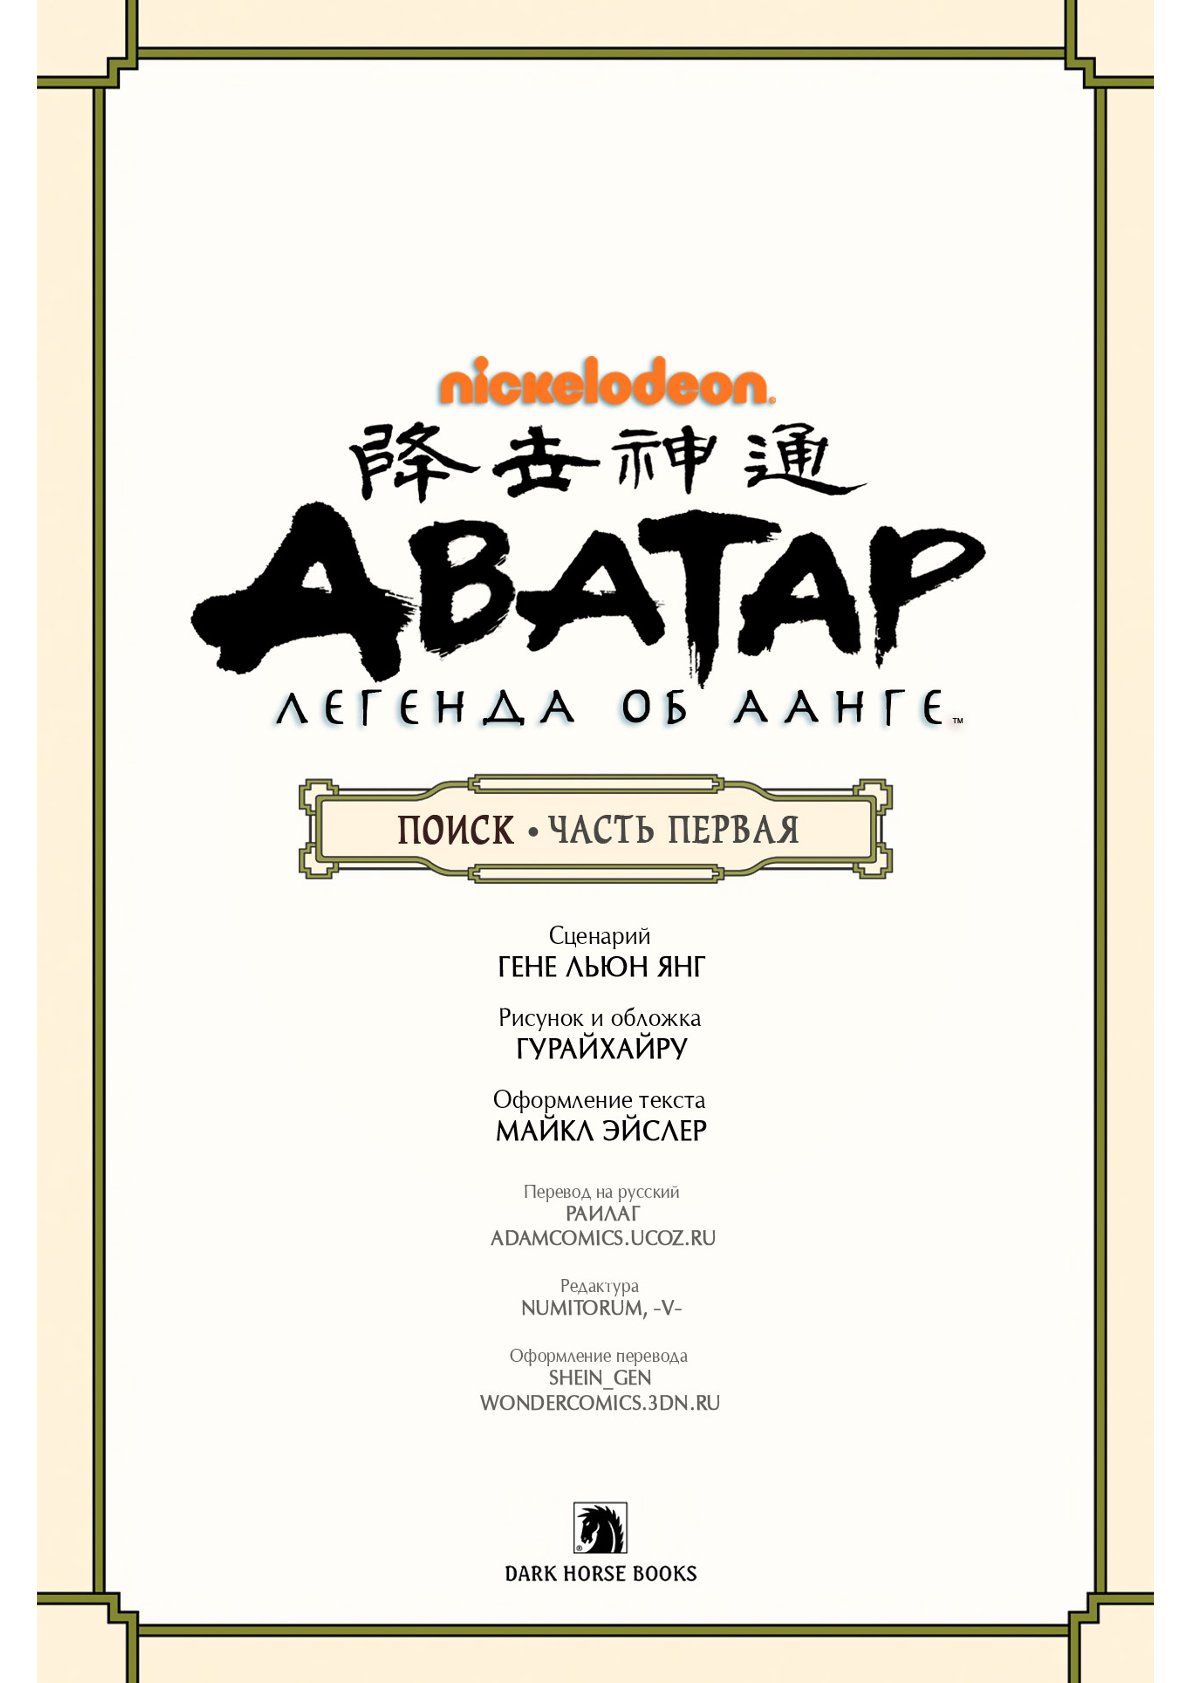 nickelodeon®
降世神通
АВАТАР
ЛЕГЕНДА ОБ ААНГЕ™
ПОИСК • ЧАСТЬ ПЕРВАЯ
Сценарий
ГЕНЕ ЛЬЮН ЯНГ
Рисунок и обложка
ГУРАЙХАЙРУ
Оформление текста
МАЙКЛ ЭЙСЛЕР
Перевод на русский
РАИЛАГ
ADAMCOMICS.UCOZ.RU
Редактура
NUMITORUM, -V-
Оформление перевода
SHEIN_GEN
WONDERCOMICS.3DN.RU
DARK HORSE BOOKS